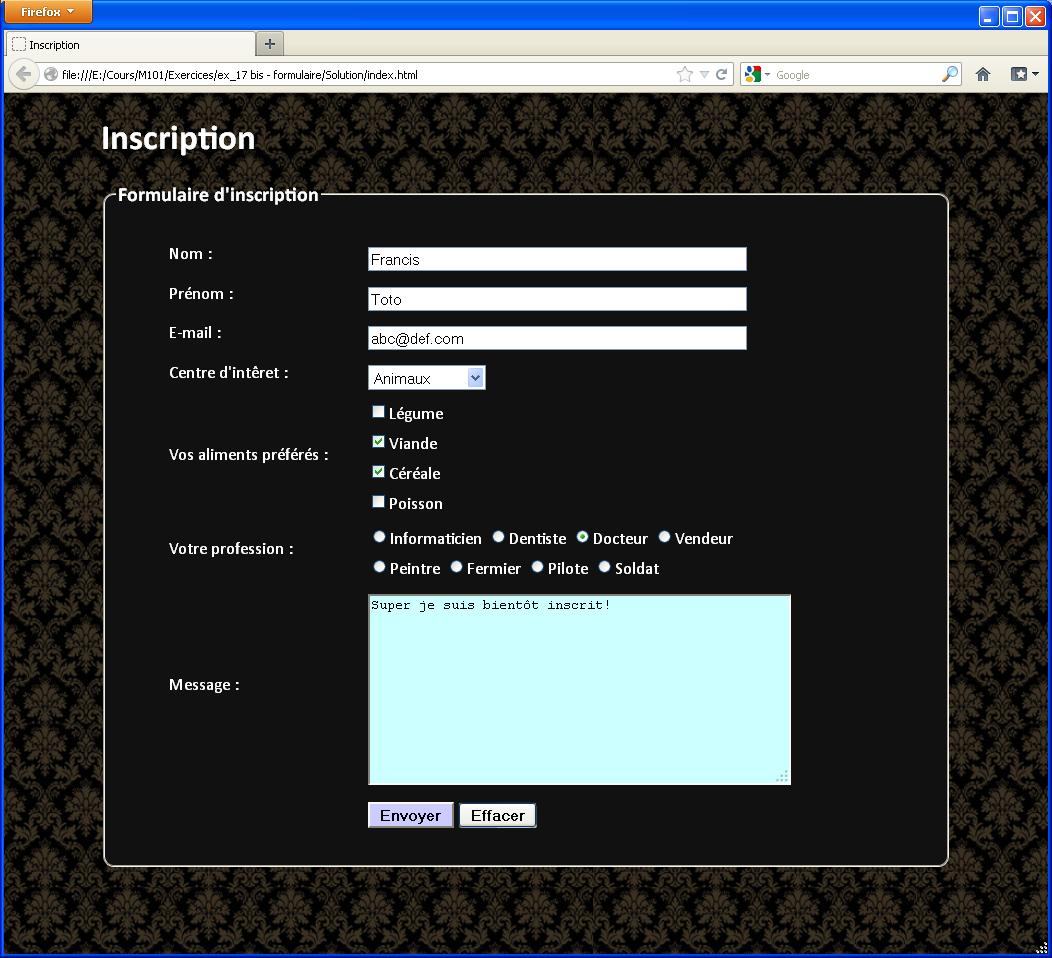 Firefox
Inscription
file:///E:/Cours/M101/Exercices/ex_17 bis - formulaire/Solution/index.html
Google
Inscription
Formulaire d'inscription
Nom :
Francis
Prénom :
Toto
E-mail :
abc@def.com
Centre d'intêret :
Animaux
Légume
Viande
Vos aliments préférés :
Céréale
Poisson
Informaticien Dentiste Docteur Vendeur
Votre profession :
Peintre Fermier Pilote Soldat
Super je suis bientôt inscrit!
Message :
Envoyer Effacer